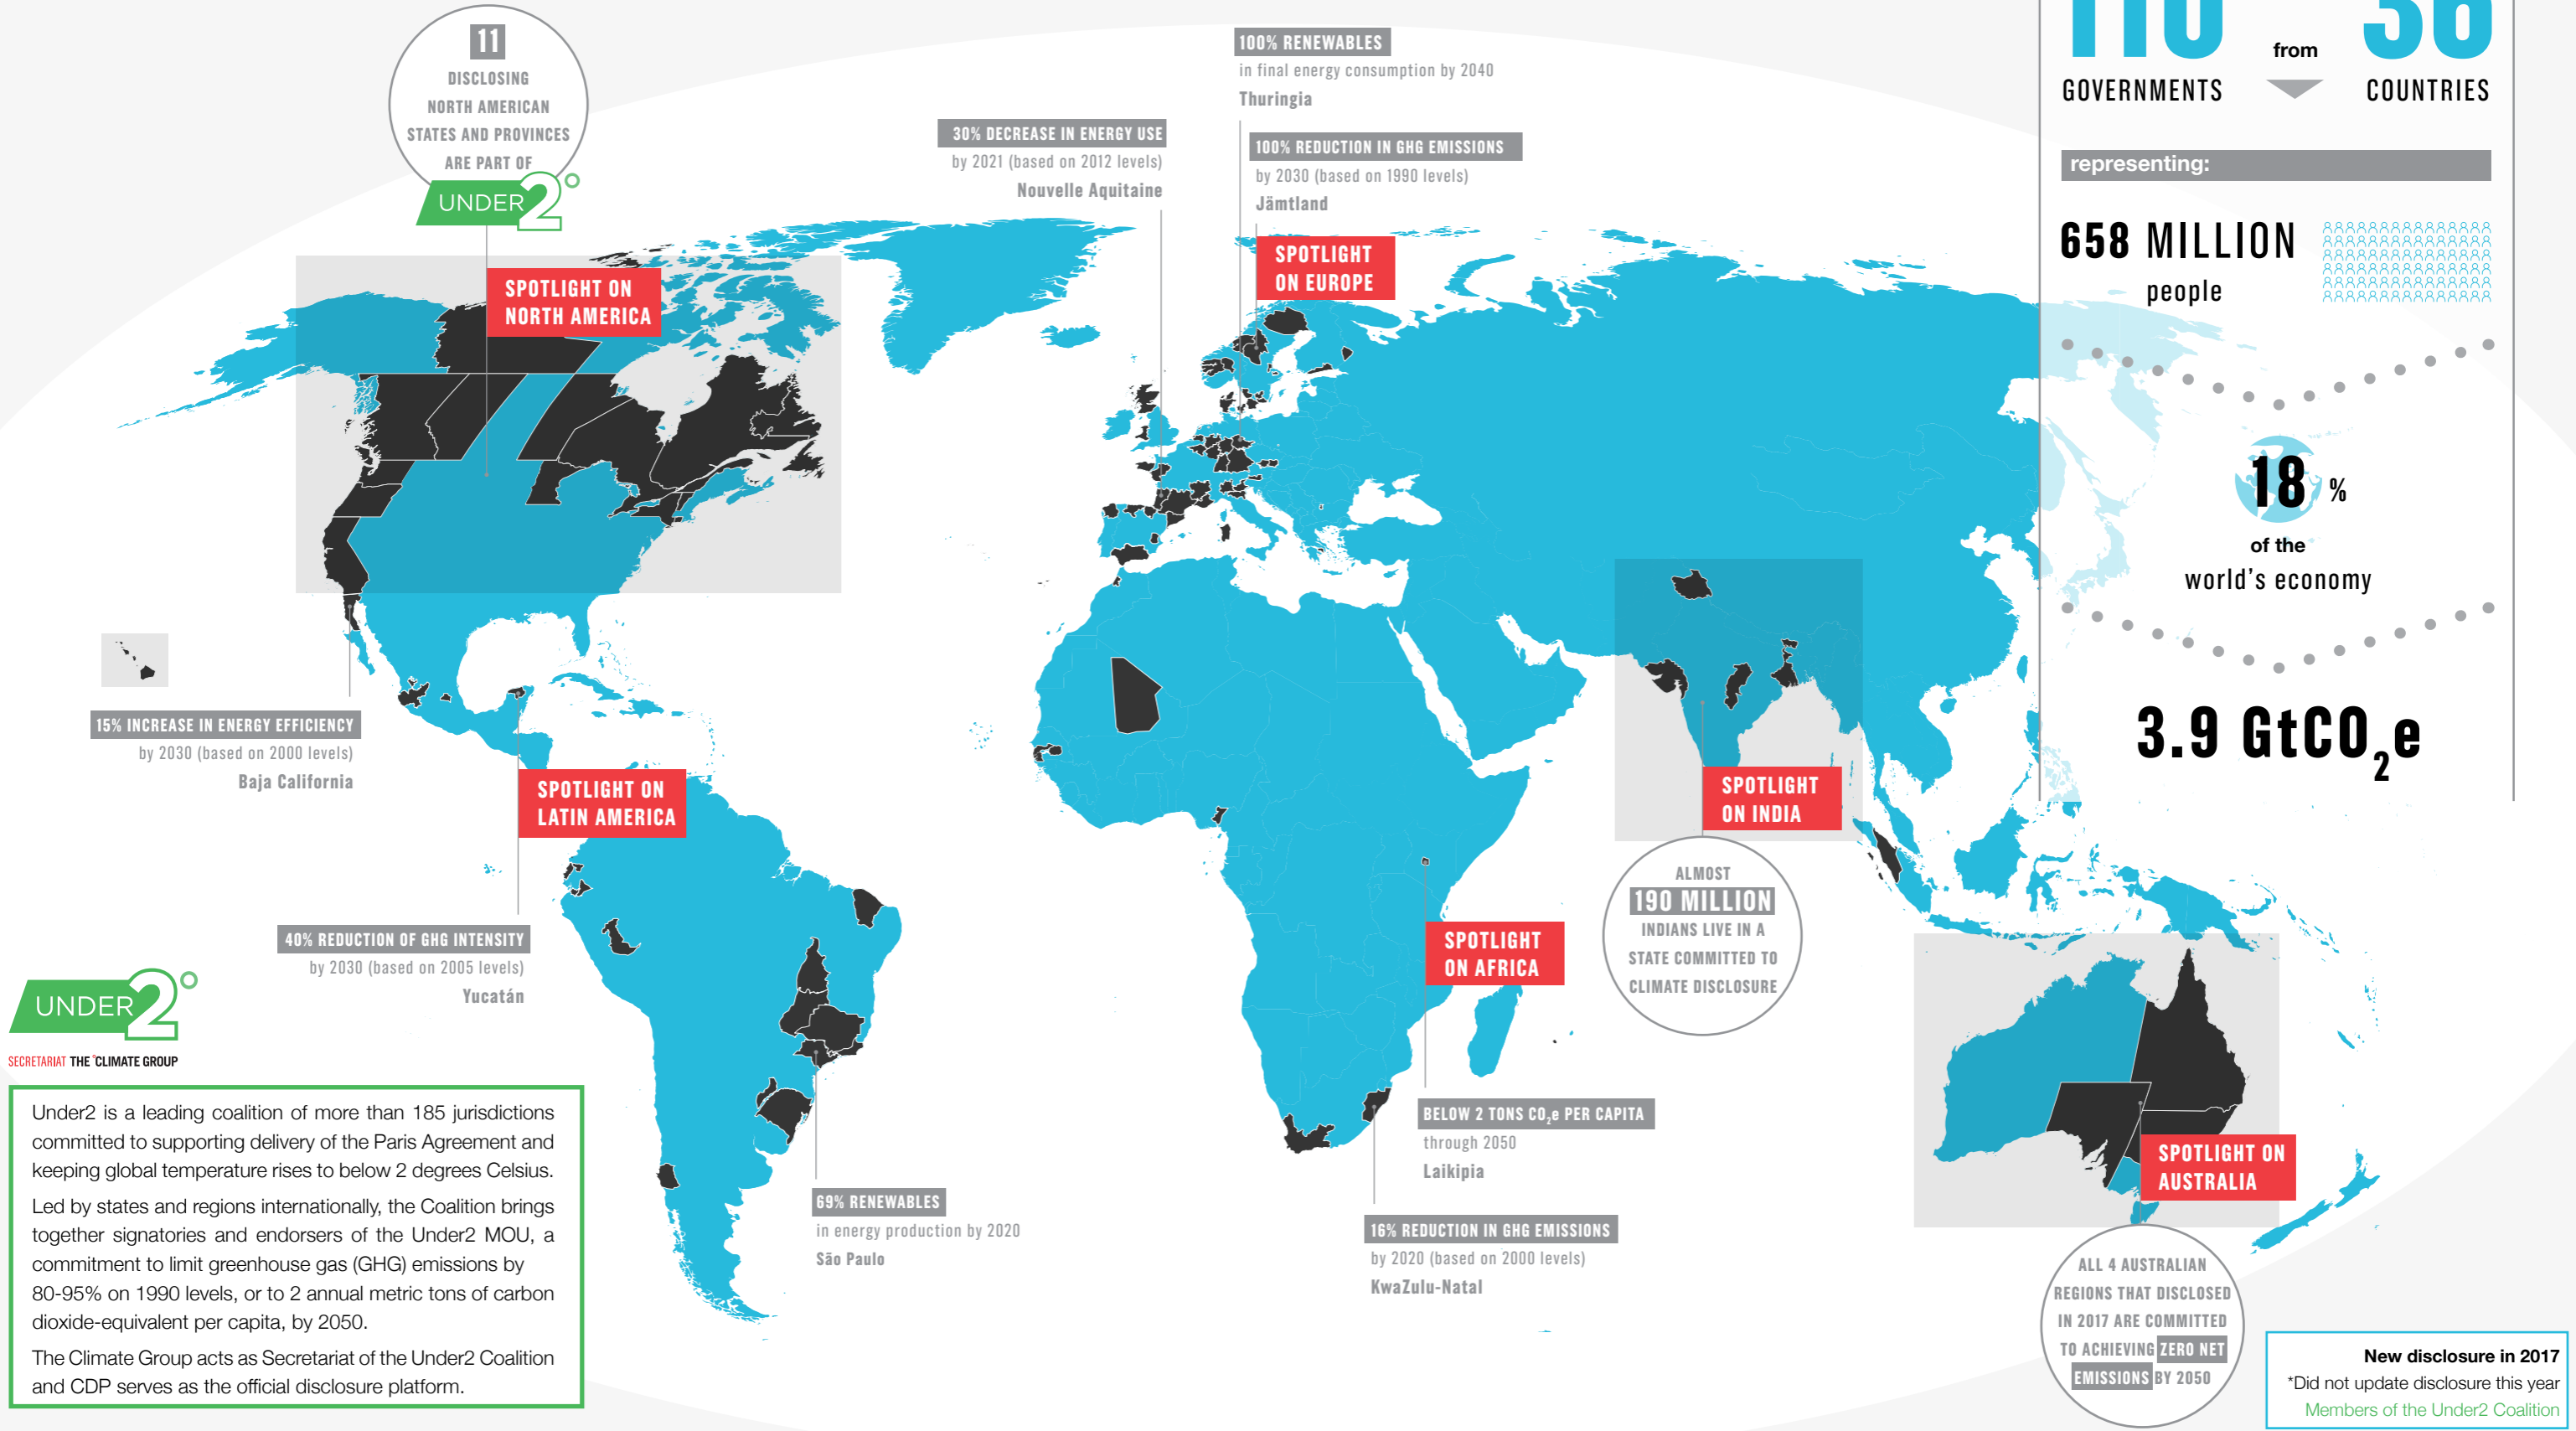 11
DISCLOSING
NORTH AMERICAN
STATES AND PROVINCES
ARE PART OF
UNDER2°
SPOTLIGHT ON
NORTH AMERICA
30% DECREASE IN ENERGY USE
by 2021 (based on 2012 levels)
Nouvelle Aquitaine
100% RENEWABLES
in final energy consumption by 2040
Thuringia
100% REDUCTION IN GHG EMISSIONS
by 2030 (based on 1990 levels)
Jämtland
SPOTLIGHT
ON EUROPE
110 from 36
GOVERNMENTS COUNTRIES
representing:
658 MILLION
people
18 %
of the
world's economy
3.9 GtCO₂e
15% INCREASE IN ENERGY EFFICIENCY
by 2030 (based on 2000 levels)
Baja California
SPOTLIGHT ON
LATIN AMERICA
40% REDUCTION OF GHG INTENSITY
by 2030 (based on 2005 levels)
Yucatán
69% RENEWABLES
in energy production by 2020
São Paulo
SPOTLIGHT
ON AFRICA
BELOW 2 TONS CO₂e PER CAPITA
through 2050
Laikipia
16% REDUCTION IN GHG EMISSIONS
by 2020 (based on 2000 levels)
KwaZulu-Natal
SPOTLIGHT
ON INDIA
ALMOST
190 MILLION
INDIANS LIVE IN A
STATE COMMITTED TO
CLIMATE DISCLOSURE
SPOTLIGHT ON
AUSTRALIA
ALL 4 AUSTRALIAN
REGIONS THAT DISCLOSED
IN 2017 ARE COMMITTED
TO ACHIEVING ZERO NET
EMISSIONS BY 2050
UNDER2°
SECRETARIAT THE °CLIMATE GROUP
Under2 is a leading coalition of more than 185 jurisdictions
committed to supporting delivery of the Paris Agreement and
keeping global temperature rises to below 2 degrees Celsius.
Led by states and regions internationally, the Coalition brings
together signatories and endorsers of the Under2 MOU, a
commitment to limit greenhouse gas (GHG) emissions by
80-95% on 1990 levels, or to 2 annual metric tons of carbon
dioxide-equivalent per capita, by 2050.
The Climate Group acts as Secretariat of the Under2 Coalition
and CDP serves as the official disclosure platform.
New disclosure in 2017
*Did not update disclosure this year
Members of the Under2 Coalition